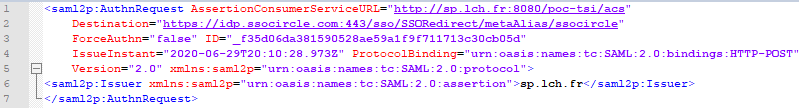 1 <saml2p:AuthnRequest AssertionConsumerServiceURL="http://sp.lch.fr:8080/poc-tsi/acs"
2 Destination="https://idp.ssocircle.com:443/sso/SSORedirect/metaAlias/ssocircle"
3 ForceAuthn="false" ID="_f35d06da381590528ae59a1f9f711713c30cb05d"
4 IssueInstant="2020-06-29T20:10:28.973Z" ProtocolBinding="urn:oasis:names:tc:SAML:2.0:bindings:HTTP-POST"
5 Version="2.0" xmlns:saml2p="urn:oasis:names:tc:SAML:2.0:protocol">
6 <saml2p:Issuer xmlns:saml2p="urn:oasis:names:tc:SAML:2.0:assertion">sp.lch.fr</saml2p:Issuer>
7 </saml2p:AuthnRequest>